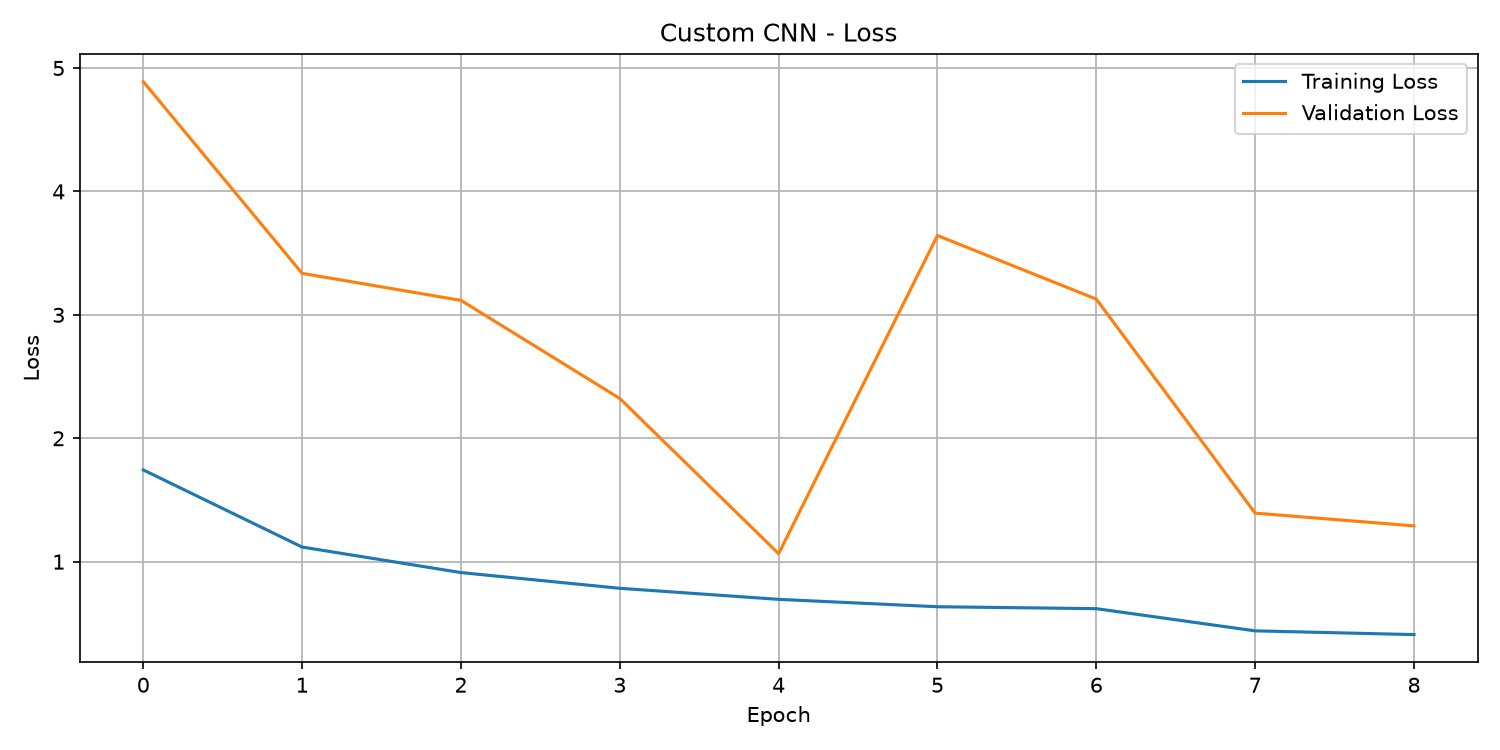 Custom CNN - Loss
Training Loss
Validation Loss
5
4
3
2
1
Loss
0 1 2 3 4 5 6 7 8
Epoch